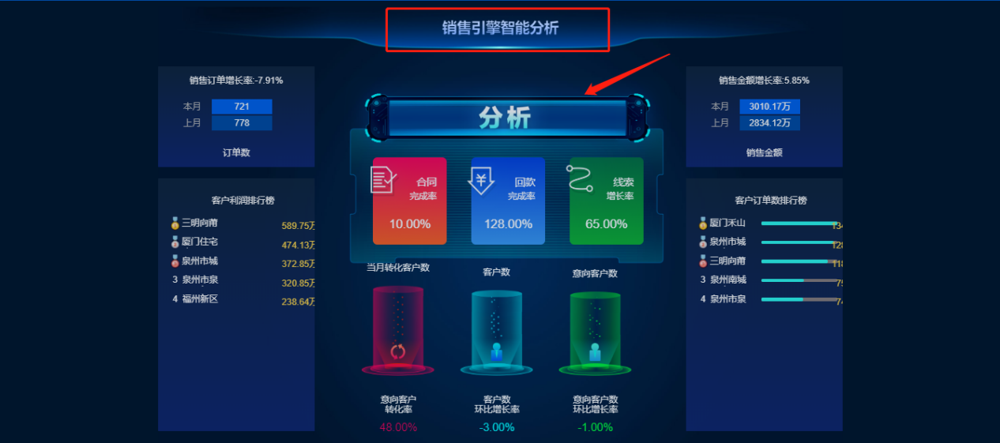 销售引擎智能分析
销售订单增长率:-7.91%
本月 721
上月 778
订单数
客户利润排行榜
三明向莆 589.75万
厦门住宅 474.13万
泉州市城 372.85万
3 泉州市泉 320.85万
4 福州新区 238.64万
分析
合同
完成率
10.00%
回款
完成率
128.00%
线索
增长率
65.00%
当月转化客户数
客户数
意向客户数
意向客户
转化率
48.00%
客户数
环比增长率
-3.00%
意向客户数
环比增长率
-1.00%
销售金额增长率:5.85%
本月 3010.17万
上月 2834.12万
销售金额
客户订单数排行榜
厦门禾山
泉州市城
三明向莆
3 泉州南城
4 泉州市泉